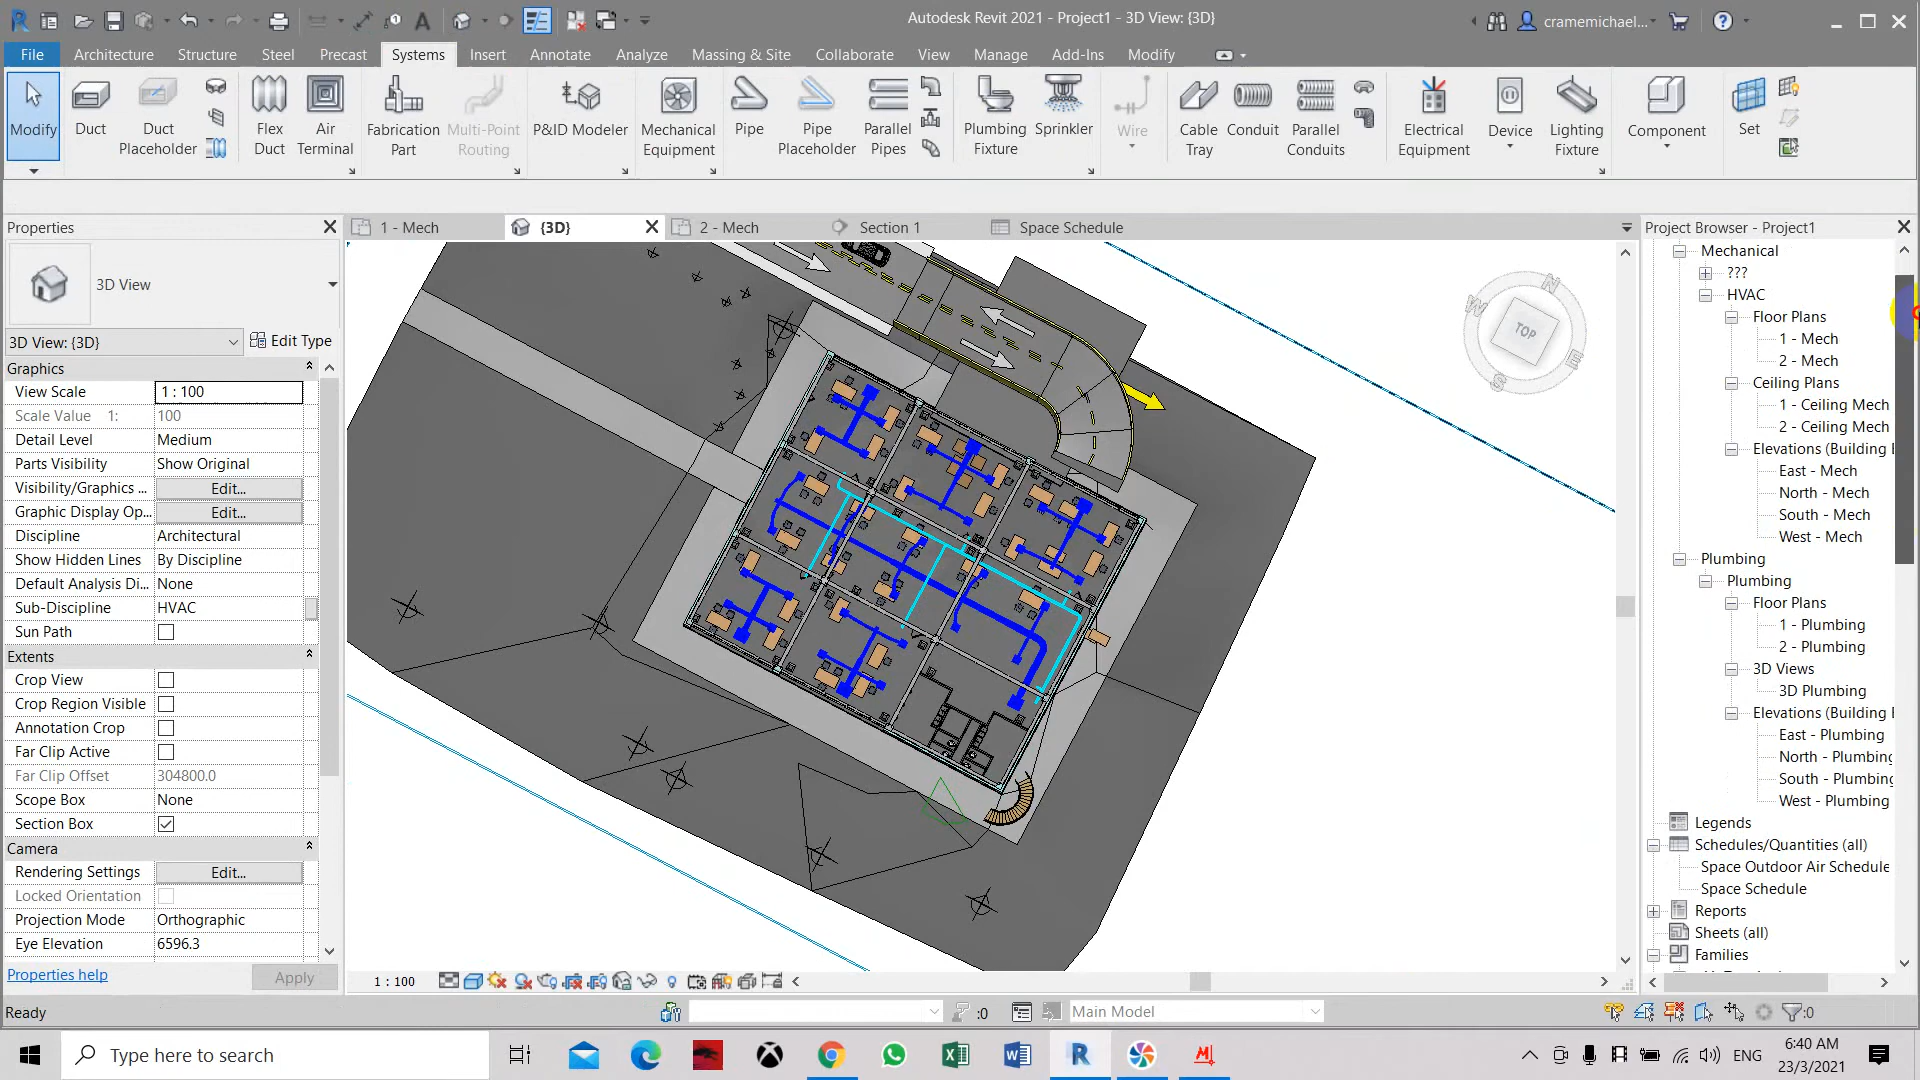 Autodesk Revit 2021 - Project1 - 3D View: {3D}
cramemichael...
File Architecture Structure Steel Precast Systems Insert Annotate Analyze Massing & Site Collaborate View Manage Add-Ins Modify
Modify
Duct
Duct Placeholder
Flex Duct
Air Terminal
Fabrication Part
Multi-Point Routing
P&ID Modeler
Mechanical Equipment
Pipe
Pipe Placeholder
Parallel Pipes
Plumbing Fixture
Sprinkler
Wire
Cable Tray
Conduit
Parallel Conduits
Electrical Equipment
Device
Lighting Fixture
Component
Set
Properties
1 - Mech
{3D}
2 - Mech
Section 1
Space Schedule
Project Browser - Project1
3D View
3D View: {3D}
Edit Type
Graphics
View Scale 1 : 100
Scale Value 1: 100
Detail Level Medium
Parts Visibility Show Original
Visibility/Graphics ... Edit...
Graphic Display Op... Edit...
Discipline Architectural
Show Hidden Lines By Discipline
Default Analysis Di... None
Sub-Discipline HVAC
Sun Path
Extents
Crop View
Crop Region Visible
Annotation Crop
Far Clip Active
Far Clip Offset 304800.0
Scope Box None
Section Box
Camera
Rendering Settings Edit...
Locked Orientation
Projection Mode Orthographic
Eye Elevation 6596.3
Properties help
Apply
N
W
TOP
E
S
Mechanical
???
HVAC
Floor Plans
1 - Mech
2 - Mech
Ceiling Plans
1 - Ceiling Mech
2 - Ceiling Mech
Elevations (Building E
East - Mech
North - Mech
South - Mech
West - Mech
Plumbing
Plumbing
Floor Plans
1 - Plumbing
2 - Plumbing
3D Views
3D Plumbing
Elevations (Building E
East - Plumbing
North - Plumbing
South - Plumbing
West - Plumbing
Legends
Schedules/Quantities (all)
Space Outdoor Air Schedule
Space Schedule
Reports
Sheets (all)
Families
1 : 100
Ready
:0
Main Model
:0
Type here to search
ENG
6:40 AM
23/3/2021